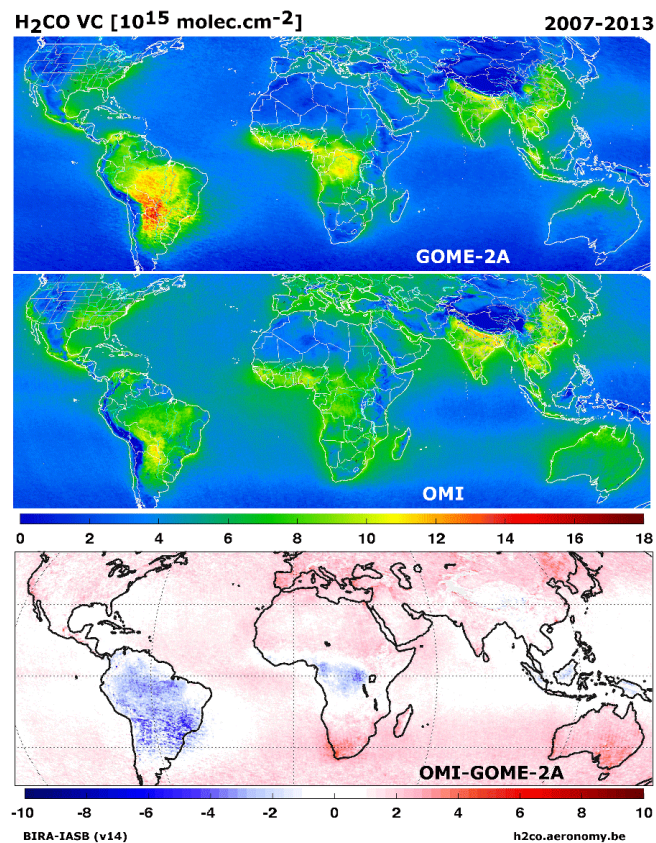 H2CO VC [10^15 molec.cm^-2] 2007-2013
GOME-2A
OMI
0 2 4 6 8 10 12 14 16 18
OMI-GOME-2A
-10 -8 -6 -4 -2 0 2 4 6 8 10
BIRA-IASB (v14) h2co.aeronomy.be